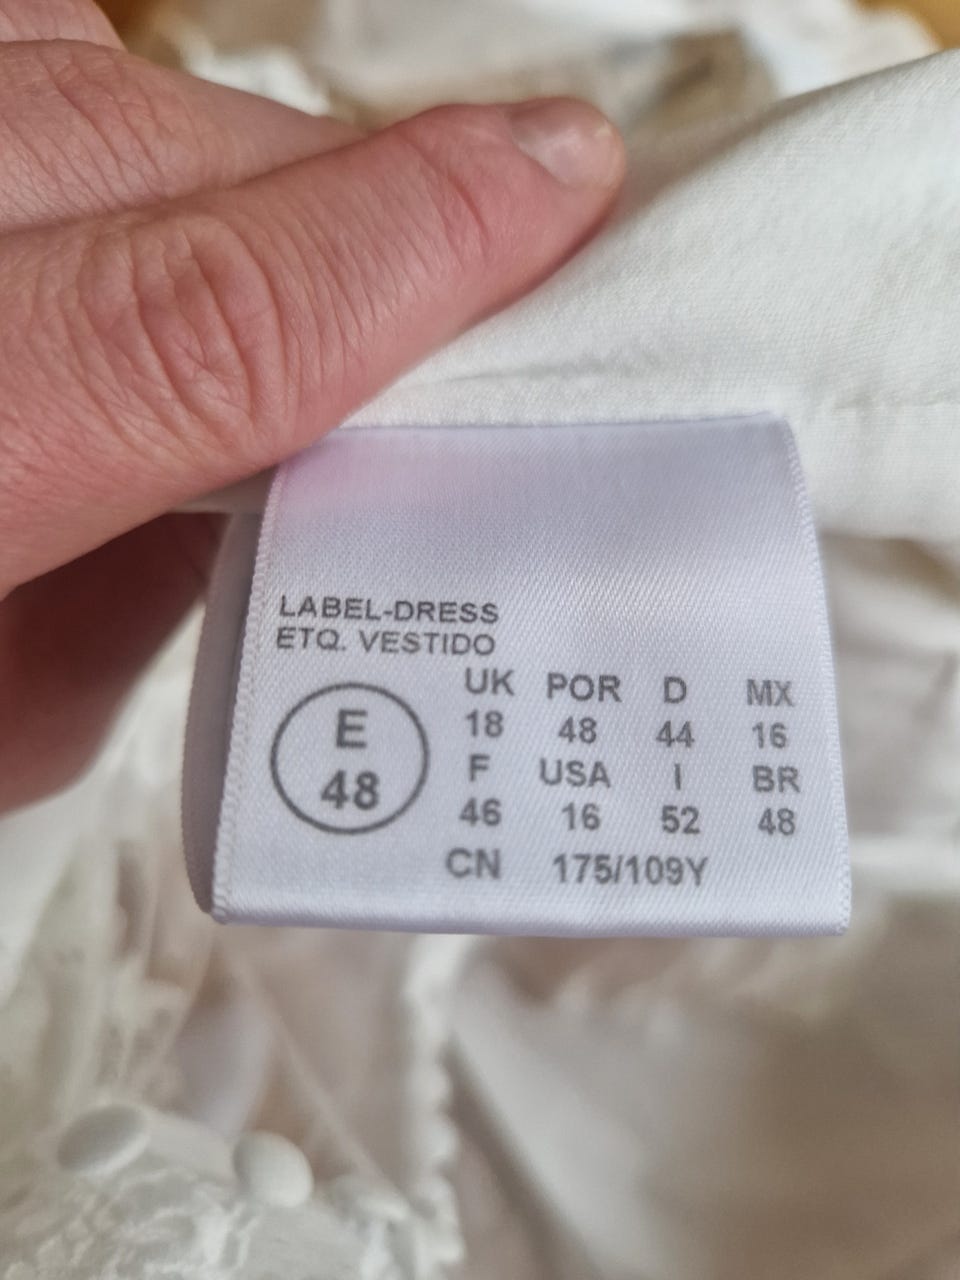 LABEL-DRESS
ETQ. VESTIDO
E
48
UK POR D MX
18 48 44 16
F USA I BR
46 16 52 48
CN 175/109Y